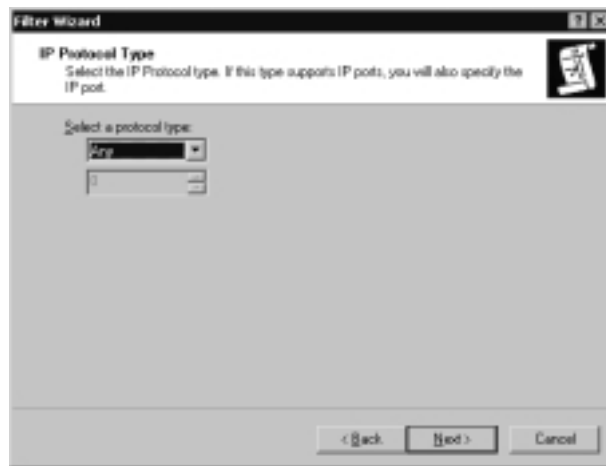 Filter Wizard
IP Protocol Type
Select the IP Protocol type. If this type supports IP ports, you will also specify the
IP port.
Select a protocol type:
Any
< Back
Next >
Cancel